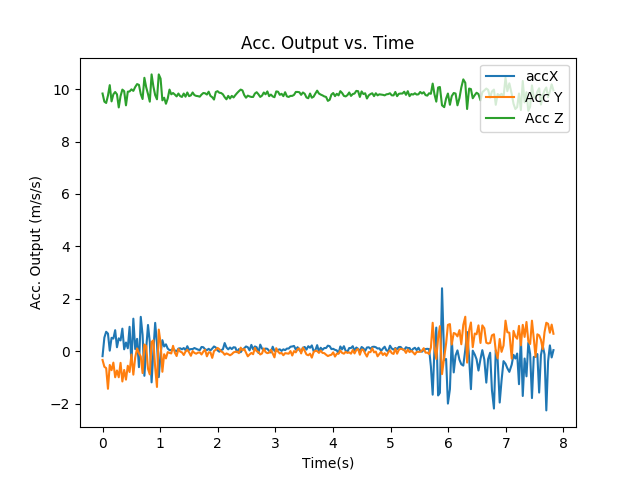 Acc. Output vs. Time
accX
Acc Y
Acc Z
Acc. Output (m/s/s)
10
8
6
4
2
0
−2
0 1 2 3 4 5 6 7 8
Time(s)